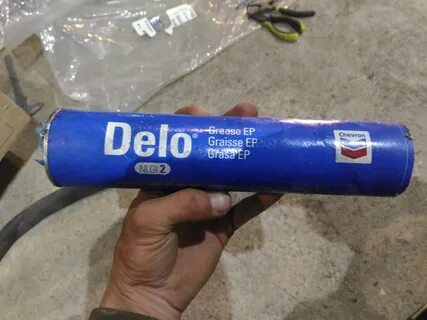 Delo®
NLGI 2
Grease EP
Graisse EP
Grasa EP
Chevron